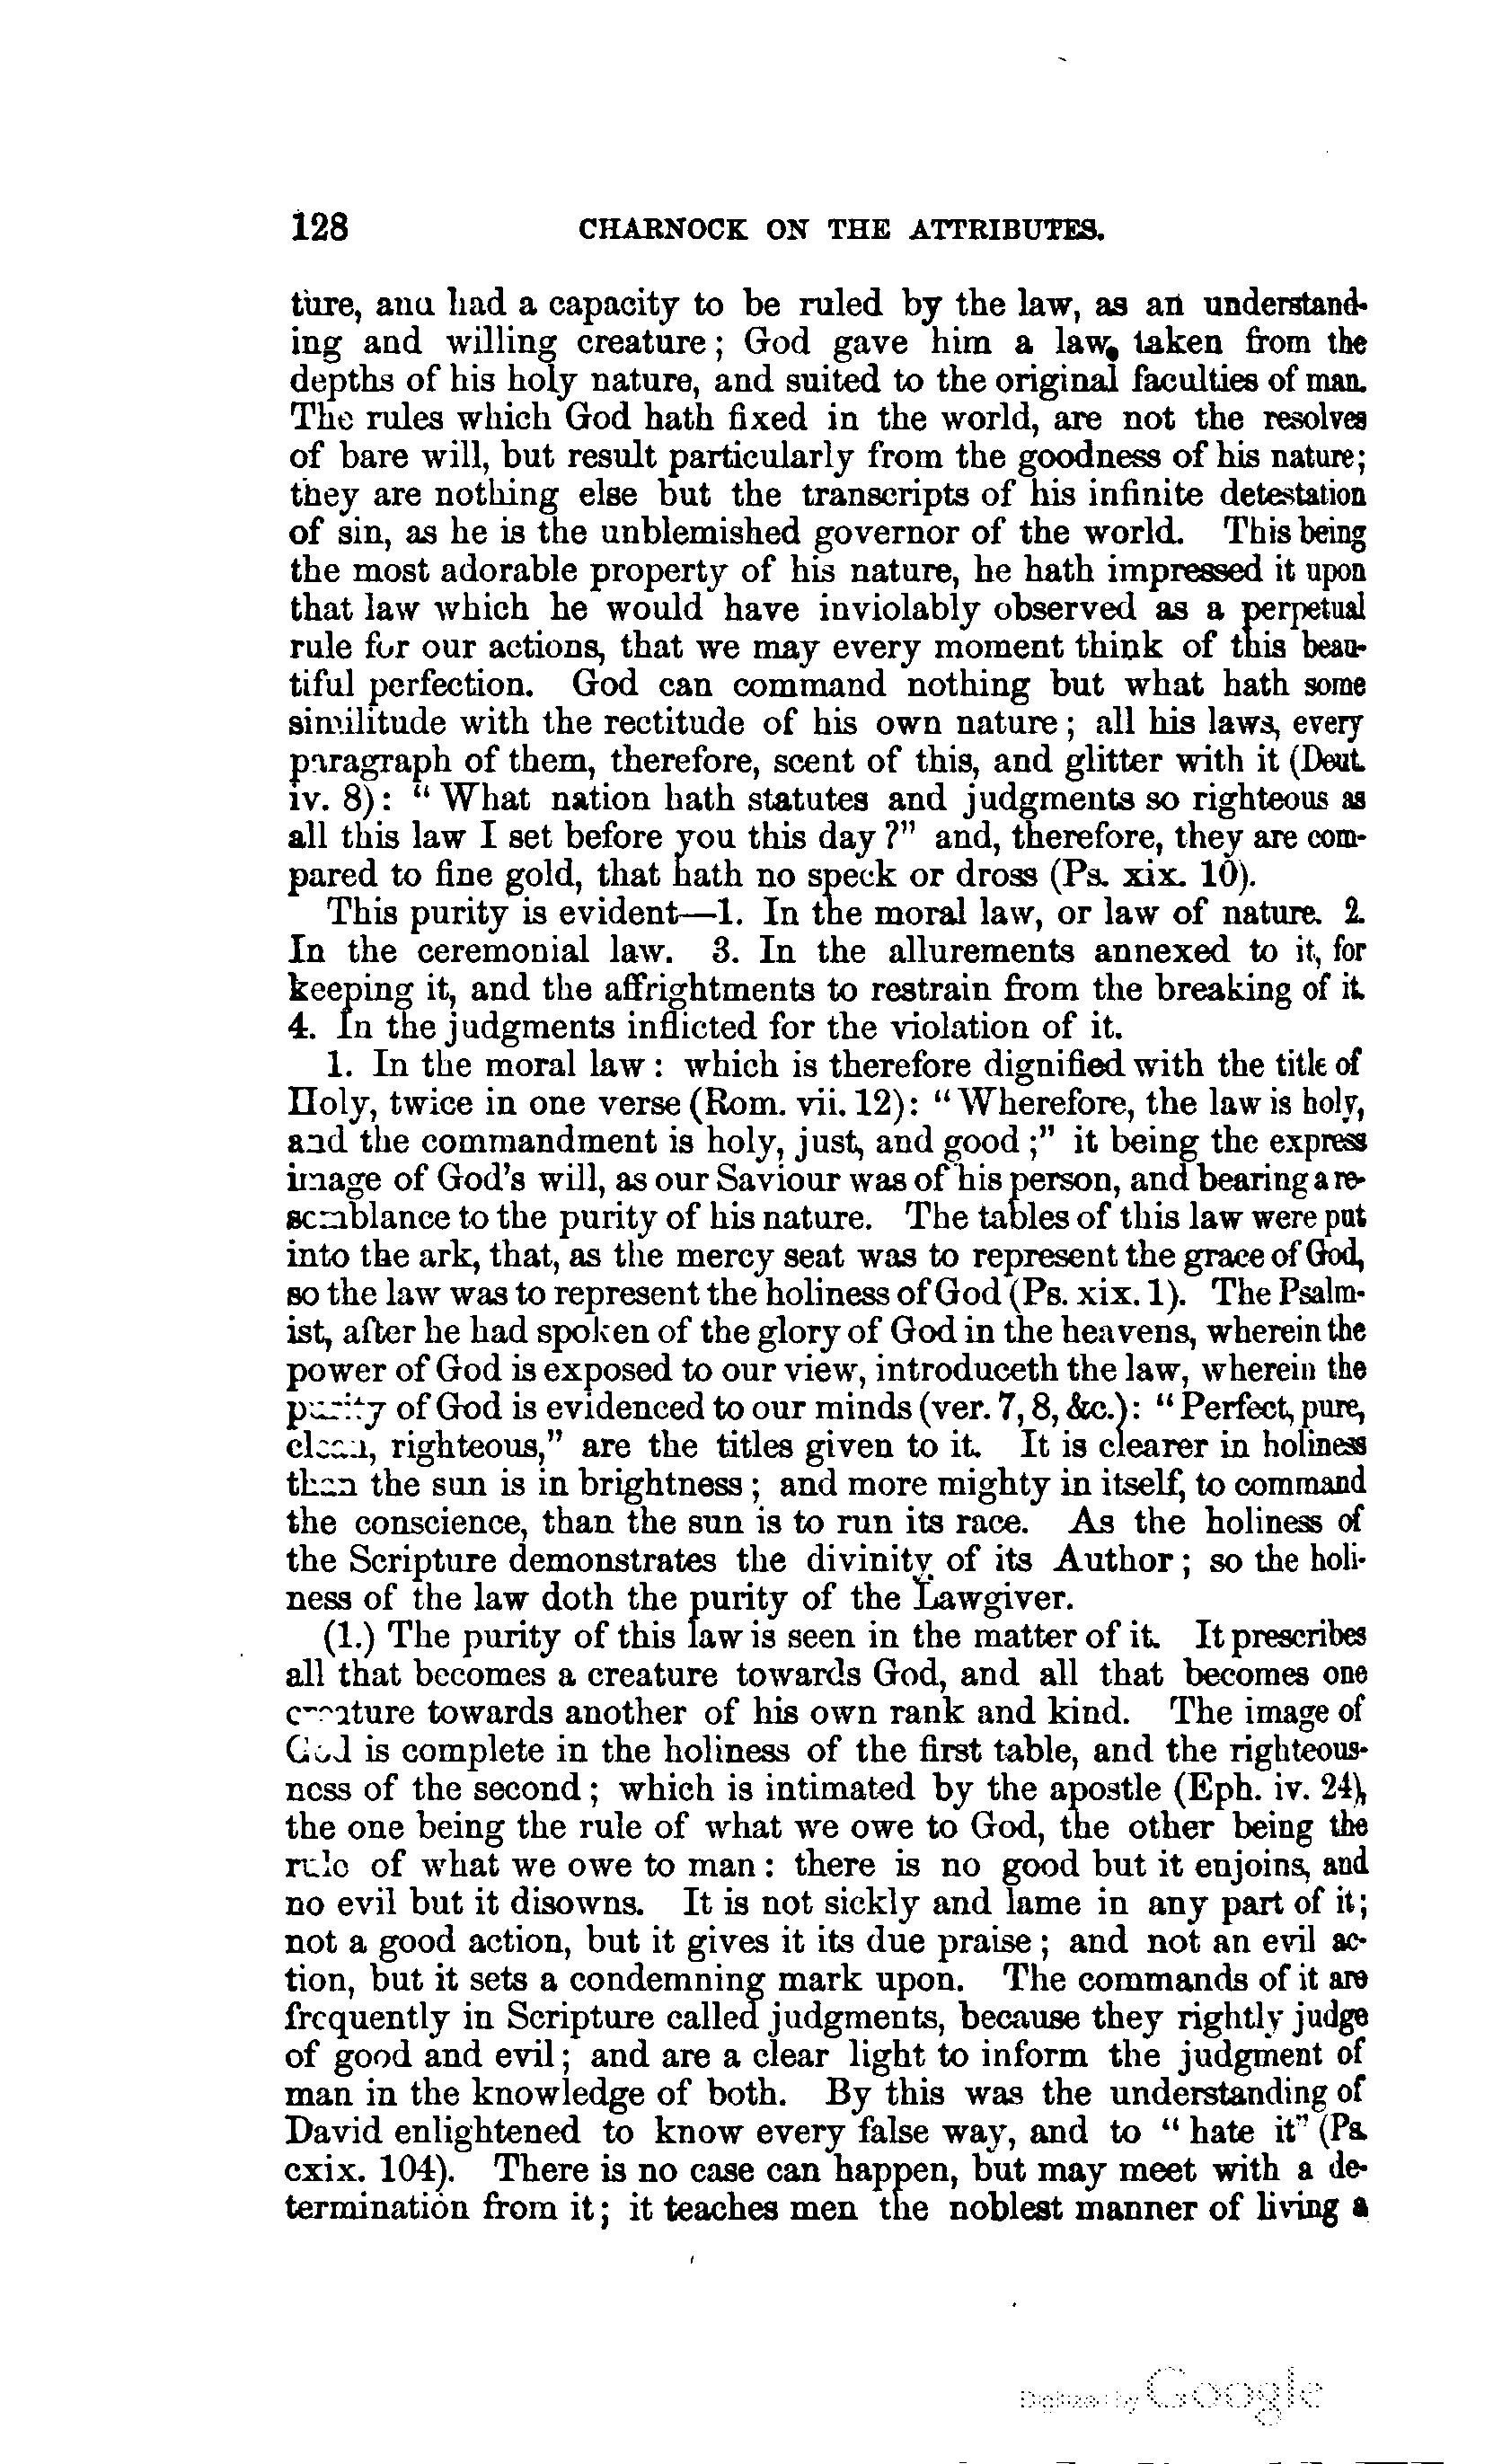 128 CHARNOCK ON THE ATTRIBUTES.
ture, and had a capacity to be ruled by the law, as an understand-
ing and willing creature; God gave him a law, taken from the
depths of his holy nature, and suited to the original faculties of man.
The rules which God hath fixed in the world, are not the resolves
of bare will, but result particularly from the goodness of his nature;
they are nothing else but the transcripts of his infinite detestation
of sin, as he is the unblemished governor of the world. This being
the most adorable property of his nature, he hath impressed it upon
that law which he would have inviolably observed as a perpetual
rule for our actions, that we may every moment think of this beau-
tiful perfection. God can command nothing but what hath some
similitude with the rectitude of his own nature; all his laws, every
paragraph of them, therefore, scent of this, and glitter with it (Deut.
iv. 8): "What nation hath statutes and judgments so righteous as
all this law I set before you this day?" and, therefore, they are com-
pared to fine gold, that hath no speck or dross (Ps. xix. 10).
This purity is evident—1. In the moral law, or law of nature. 2.
In the ceremonial law. 3. In the allurements annexed to it, for
keeping it, and the affrightments to restrain from the breaking of it.
4. In the judgments inflicted for the violation of it.
1. In the moral law: which is therefore dignified with the title of
Holy, twice in one verse (Rom. vii. 12): "Wherefore, the law is holy,
and the commandment is holy, just, and good;" it being the express
image of God's will, as our Saviour was of his person, and bearing a re-
semblance to the purity of his nature. The tables of this law were put
into the ark, that, as the mercy seat was to represent the grace of God,
so the law was to represent the holiness of God (Ps. xix. 1). The Psalm-
ist, after he had spoken of the glory of God in the heavens, wherein the
power of God is exposed to our view, introduceth the law, wherein the
purity of God is evidenced to our minds (ver. 7, 8, &c.): "Perfect, pure,
clean, righteous," are the titles given to it. It is clearer in holiness
than the sun is in brightness; and more mighty in itself, to command
the conscience, than the sun is to run its race. As the holiness of
the Scripture demonstrates the divinity of its Author; so the holi-
ness of the law doth the purity of the Lawgiver.
(1.) The purity of this law is seen in the matter of it. It prescribes
all that becomes a creature towards God, and all that becomes one
creature towards another of his own rank and kind. The image of
God is complete in the holiness of the first table, and the righteous-
ness of the second; which is intimated by the apostle (Eph. iv. 24),
the one being the rule of what we owe to God, the other being the
rule of what we owe to man: there is no good but it enjoins, and
no evil but it disowns. It is not sickly and lame in any part of it;
not a good action, but it gives it its due praise; and not an evil ac-
tion, but it sets a condemning mark upon. The commands of it are
frequently in Scripture called judgments, because they rightly judge
of good and evil; and are a clear light to inform the judgment of
man in the knowledge of both. By this was the understanding of
David enlightened to know every false way, and to "hate it" (Ps.
cxix. 104). There is no case can happen, but may meet with a de-
termination from it; it teaches men the noblest manner of living a
Digitized by Google